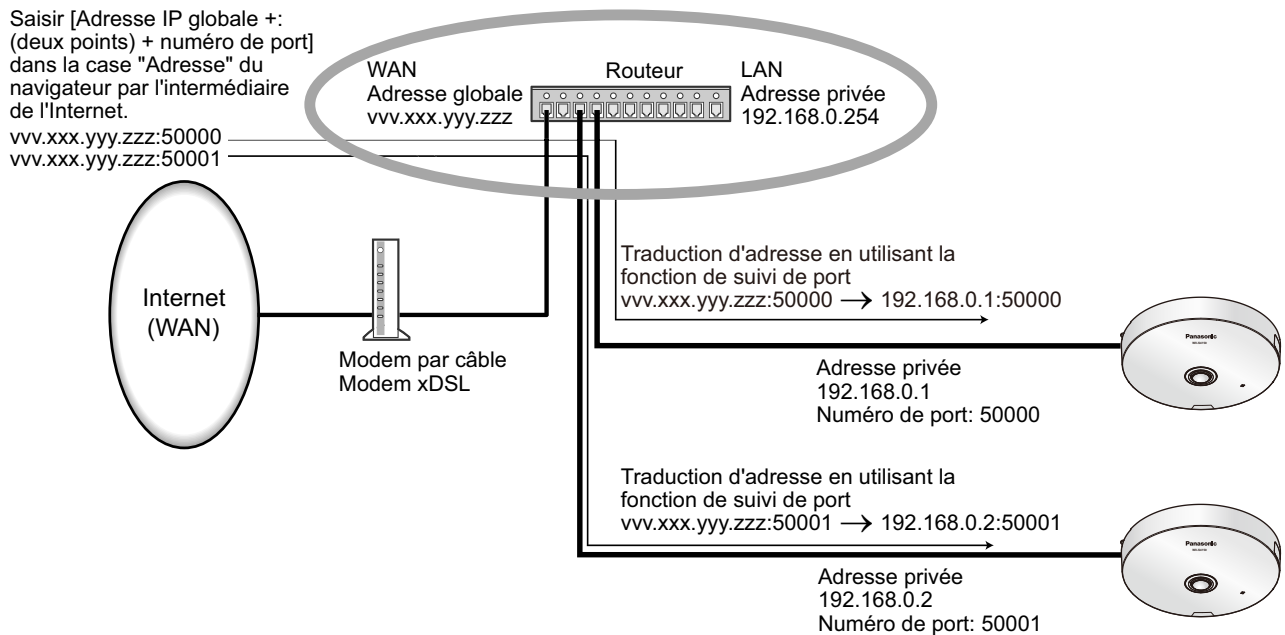 Saisir [Adresse IP globale +:
(deux points) + numéro de port]
dans la case "Adresse" du
navigateur par l'intermédiaire
de l'Internet.
vvv.xxx.yyy.zzz:50000
vvv.xxx.yyy.zzz:50001
WAN
Adresse globale
vvv.xxx.yyy.zzz
Routeur
LAN
Adresse privée
192.168.0.254
Internet
(WAN)
Modem par câble
Modem xDSL
Traduction d'adresse en utilisant la
fonction de suivi de port
vvv.xxx.yyy.zzz:50000 → 192.168.0.1:50000
Panasonic
Adresse privée
192.168.0.1
Numéro de port: 50000
Traduction d'adresse en utilisant la
fonction de suivi de port
vvv.xxx.yyy.zzz:50001 → 192.168.0.2:50001
Panasonic
Adresse privée
192.168.0.2
Numéro de port: 50001